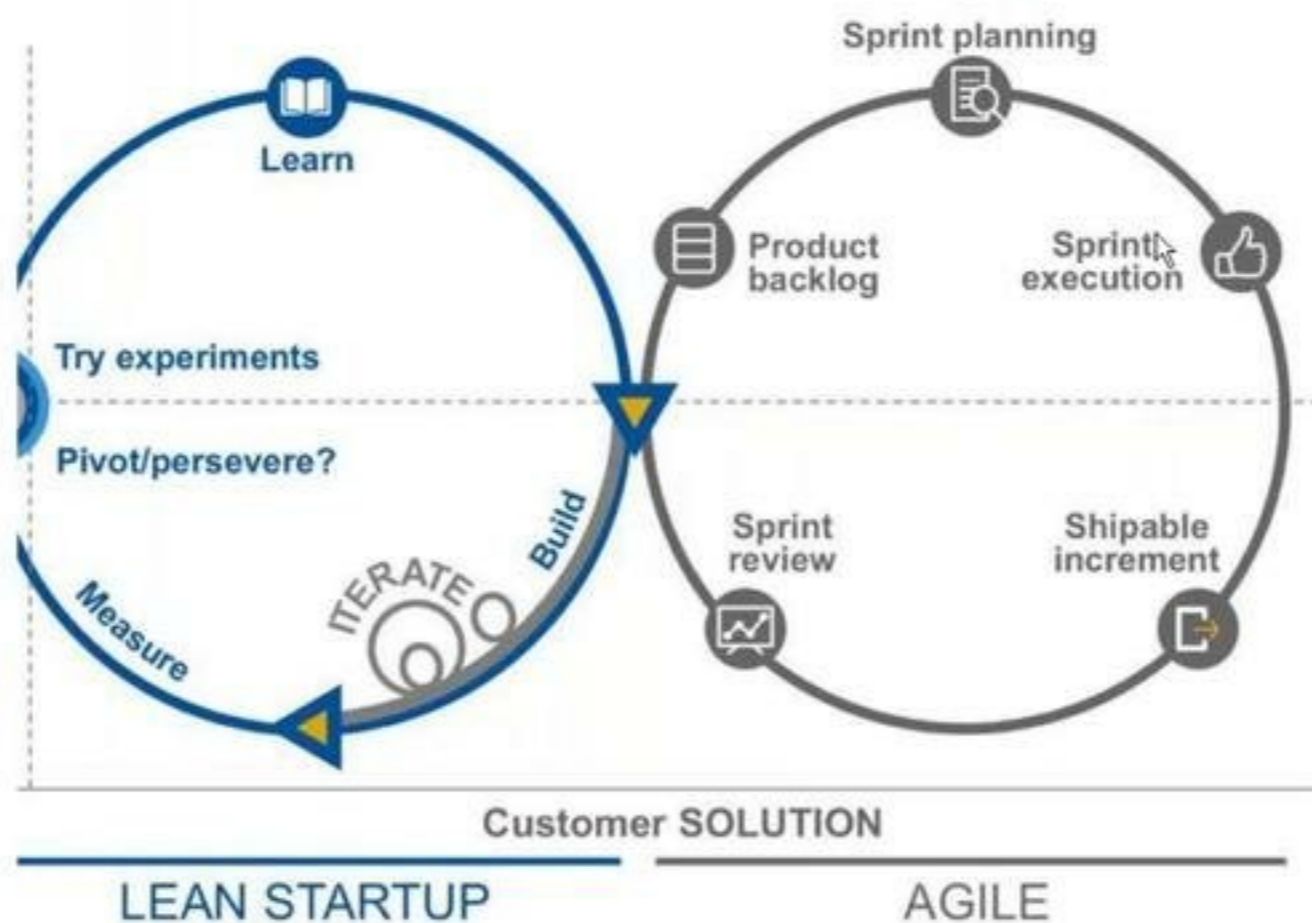 Sprint planning
Learn
Product
backlog
Sprint
execution
Try experiments
Pivot/persevere?
Build
ITERATE
Measure
Sprint
review
Shipable
increment
Customer SOLUTION
LEAN STARTUP
AGILE